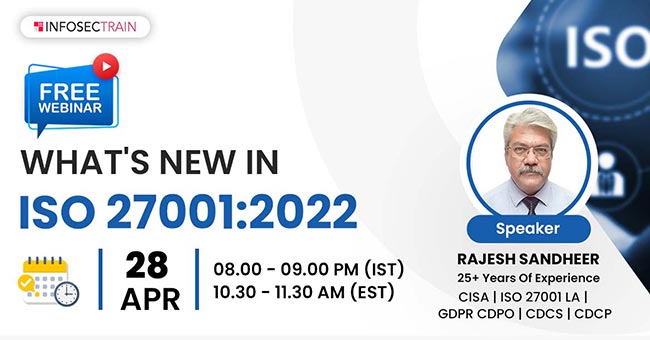 INFOSECTRAIN
FREE
WEBINAR
WHAT'S NEW IN
ISO 27001:2022
28
APR
08.00 - 09.00 PM (IST)
10.30 - 11.30 AM (EST)
ISO
Speaker
RAJESH SANDHEER
25+ Years Of Experience
CISA | ISO 27001 LA |
GDPR CDPO | CDCS | CDCP